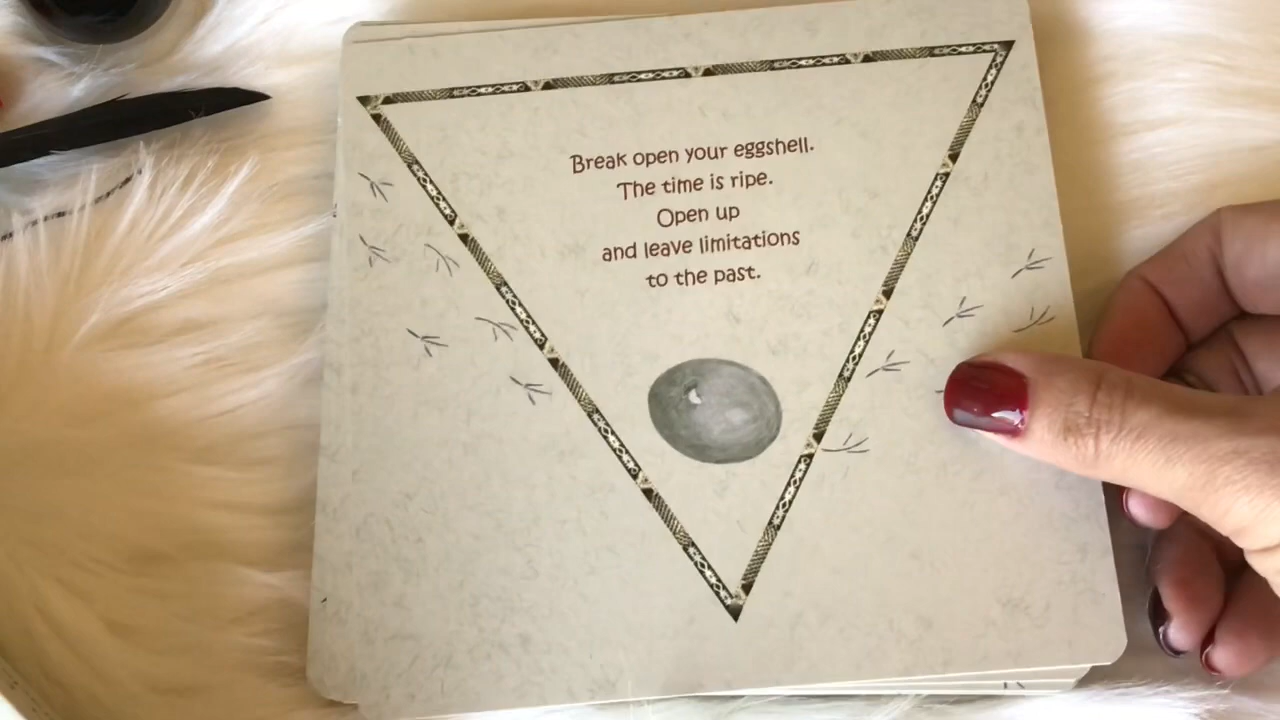 Break open your eggshell.
The time is ripe.
Open up
and leave limitations
to the past.